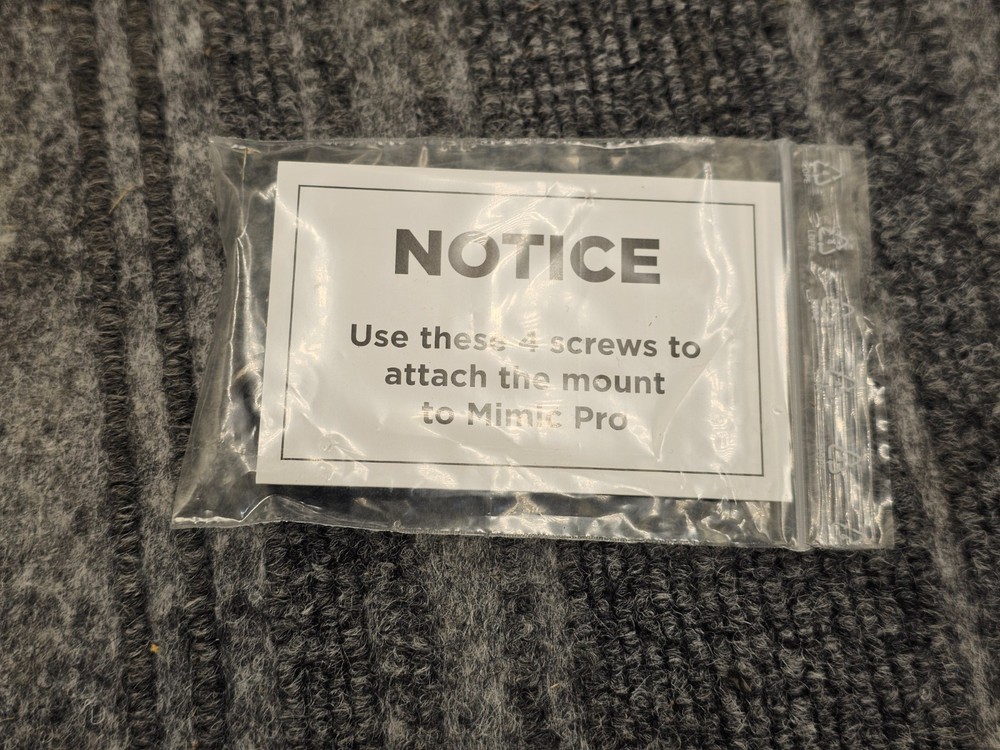 NOTICE
Use these 4 screws to
attach the mount
to Mimic Pro